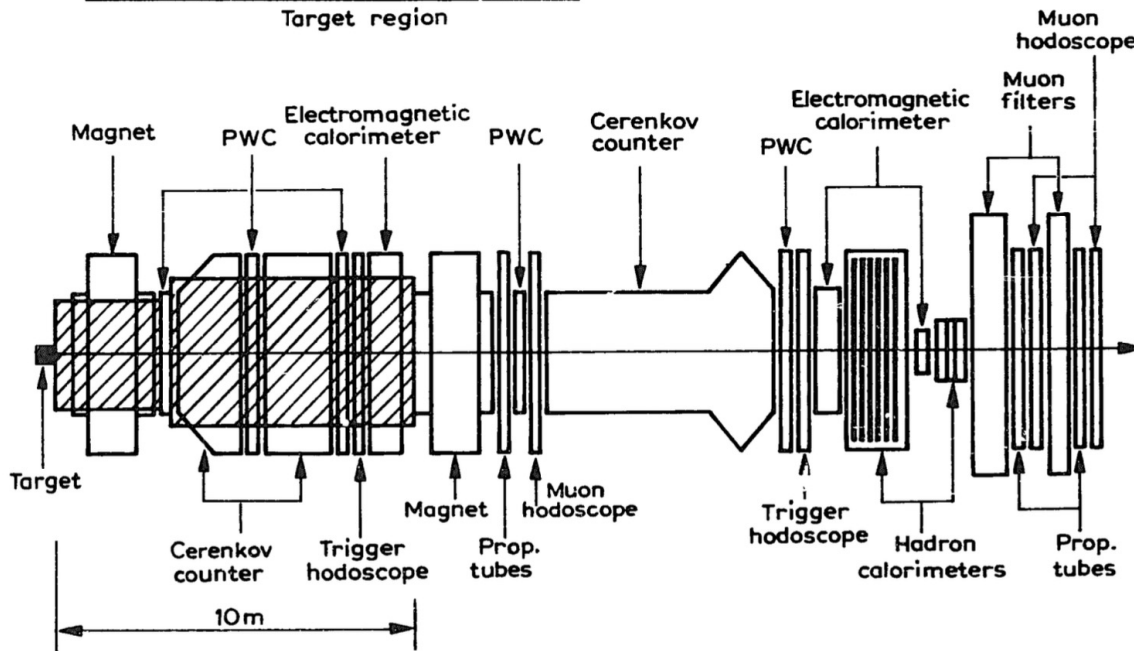 Target region
Muon
hodoscope
Muon
filters
Electromagnetic
calorimeter
Cerenkov
counter
Electromagnetic
calorimeter
Magnet
PWC
PWC
PWC
Target
Magnet
Muon
hodoscope
Cerenkov
counter
Trigger
hodoscope
Prop.
tubes
Trigger
hodoscope
Hadron
calorimeters
Prop.
tubes
10m